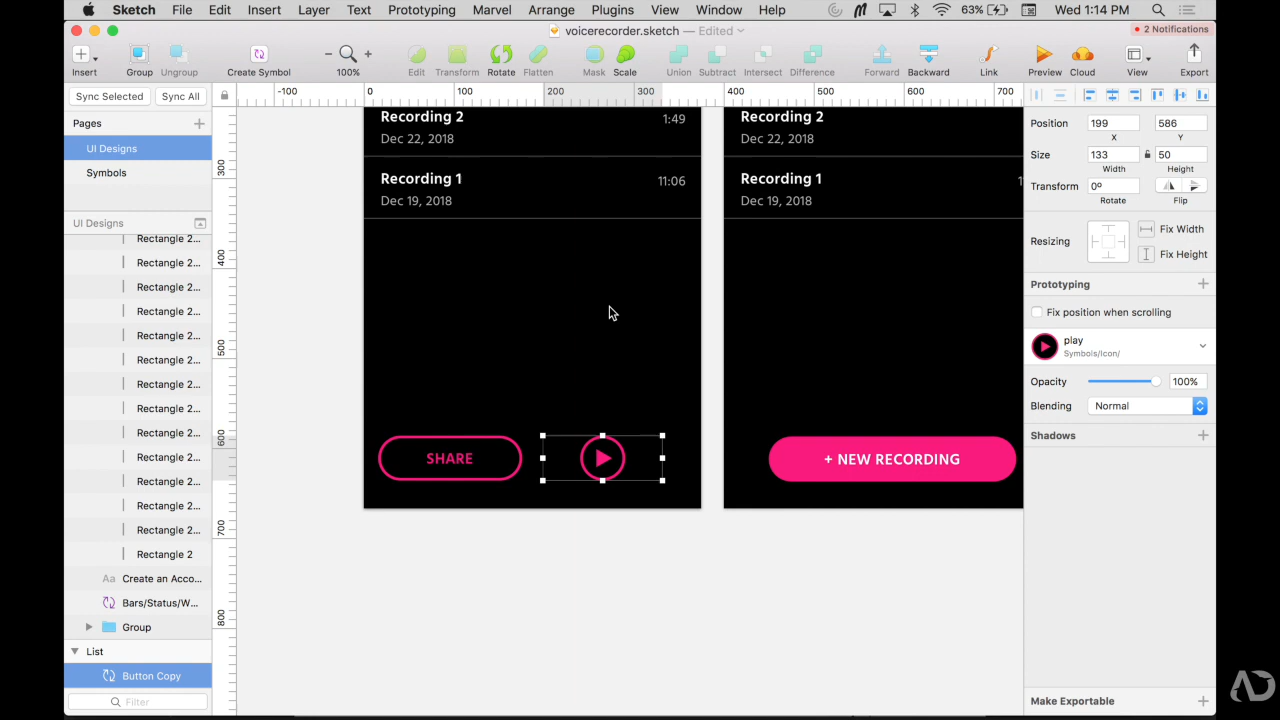 Sketch File Edit Insert Layer Text Prototyping Marvel Arrange Plugins View Window Help 63% Wed 1:14 PM
voicerecorder.sketch — Edited
2 Notifications
Insert Group Ungroup Create Symbol 100% Edit Transform Rotate Flatten Mask Scale Union Subtract Intersect Difference Forward Backward Link Preview Cloud View Export
Sync Selected Sync All
Pages
UI Designs
Symbols
UI Designs
Rectangle 2...
Rectangle 2...
Rectangle 2...
Rectangle 2...
Rectangle 2...
Rectangle 2...
Rectangle 2...
Rectangle 2...
Rectangle 2...
Rectangle 2...
Rectangle 2...
Rectangle 2...
Rectangle 2...
Rectangle 2
Aa Create an Acco...
Bars/Status/W...
Group
List
Button Copy
Filter
-100 0 100 200 300 400 500 600 700
300
400
500
600
700
800
Recording 2 1:49
Dec 22, 2018
Recording 1 11:06
Dec 19, 2018
SHARE
Recording 2
Dec 22, 2018
Recording 1 1
Dec 19, 2018
+ NEW RECORDING
Position 199 586
X Y
Size 133 50
Width Height
Transform 0º
Rotate Flip
Resizing Fix Width
Fix Height
Prototyping
Fix position when scrolling
play
Symbols/Icon/
Opacity 100%
Blending Normal
Shadows
Make Exportable